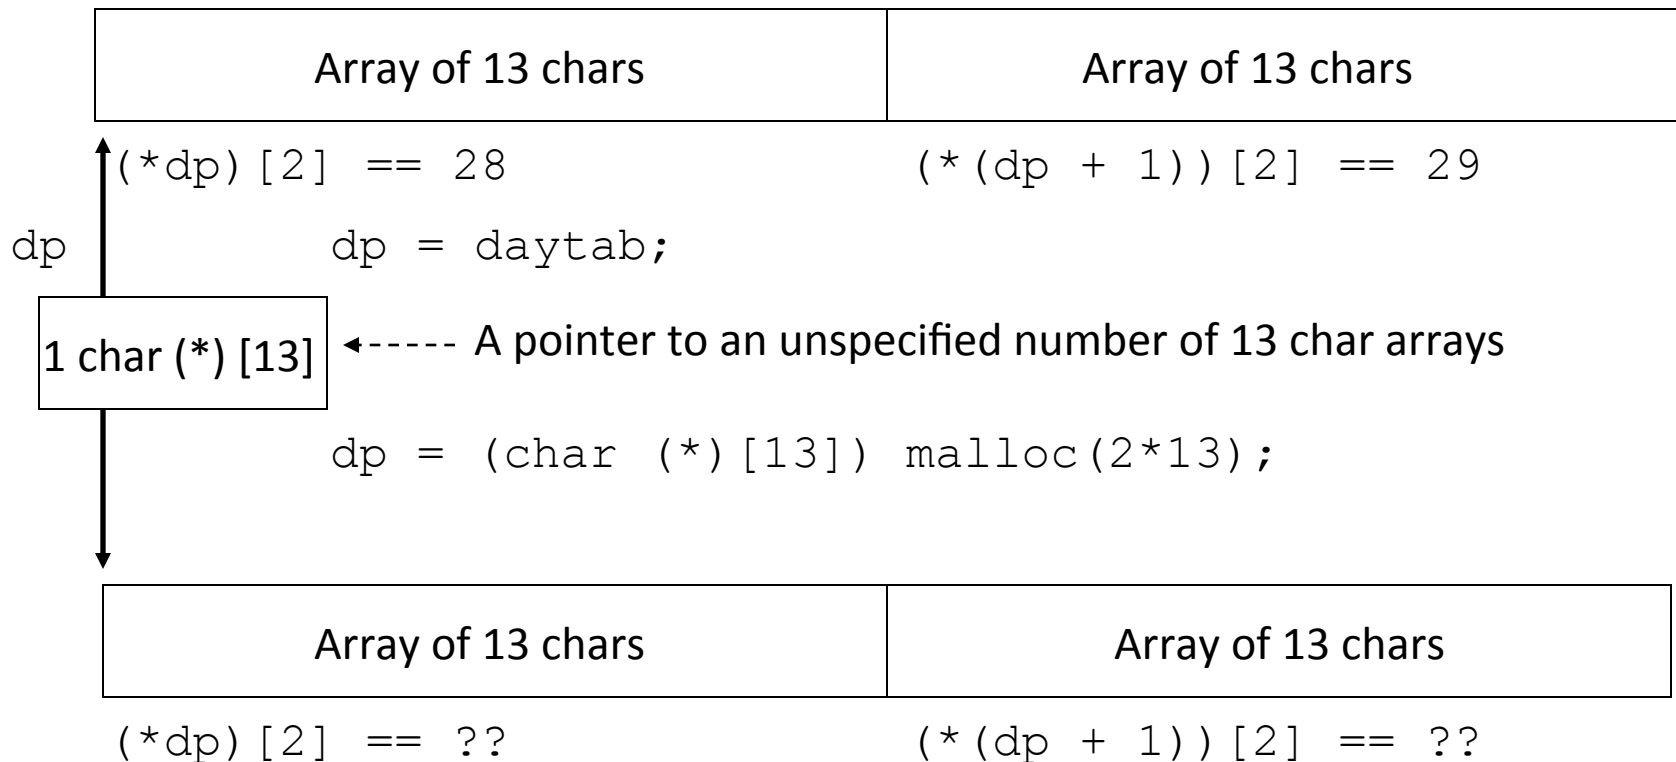 Array of 13 chars Array of 13 chars
(*dp)[2] == 28 (*(dp + 1))[2] == 29
dp dp = daytab;
1 char (*) [13] A pointer to an unspecified number of 13 char arrays
dp = (char (*)[13]) malloc(2*13);
Array of 13 chars Array of 13 chars
(*dp)[2] == ?? (*(dp + 1))[2] == ??